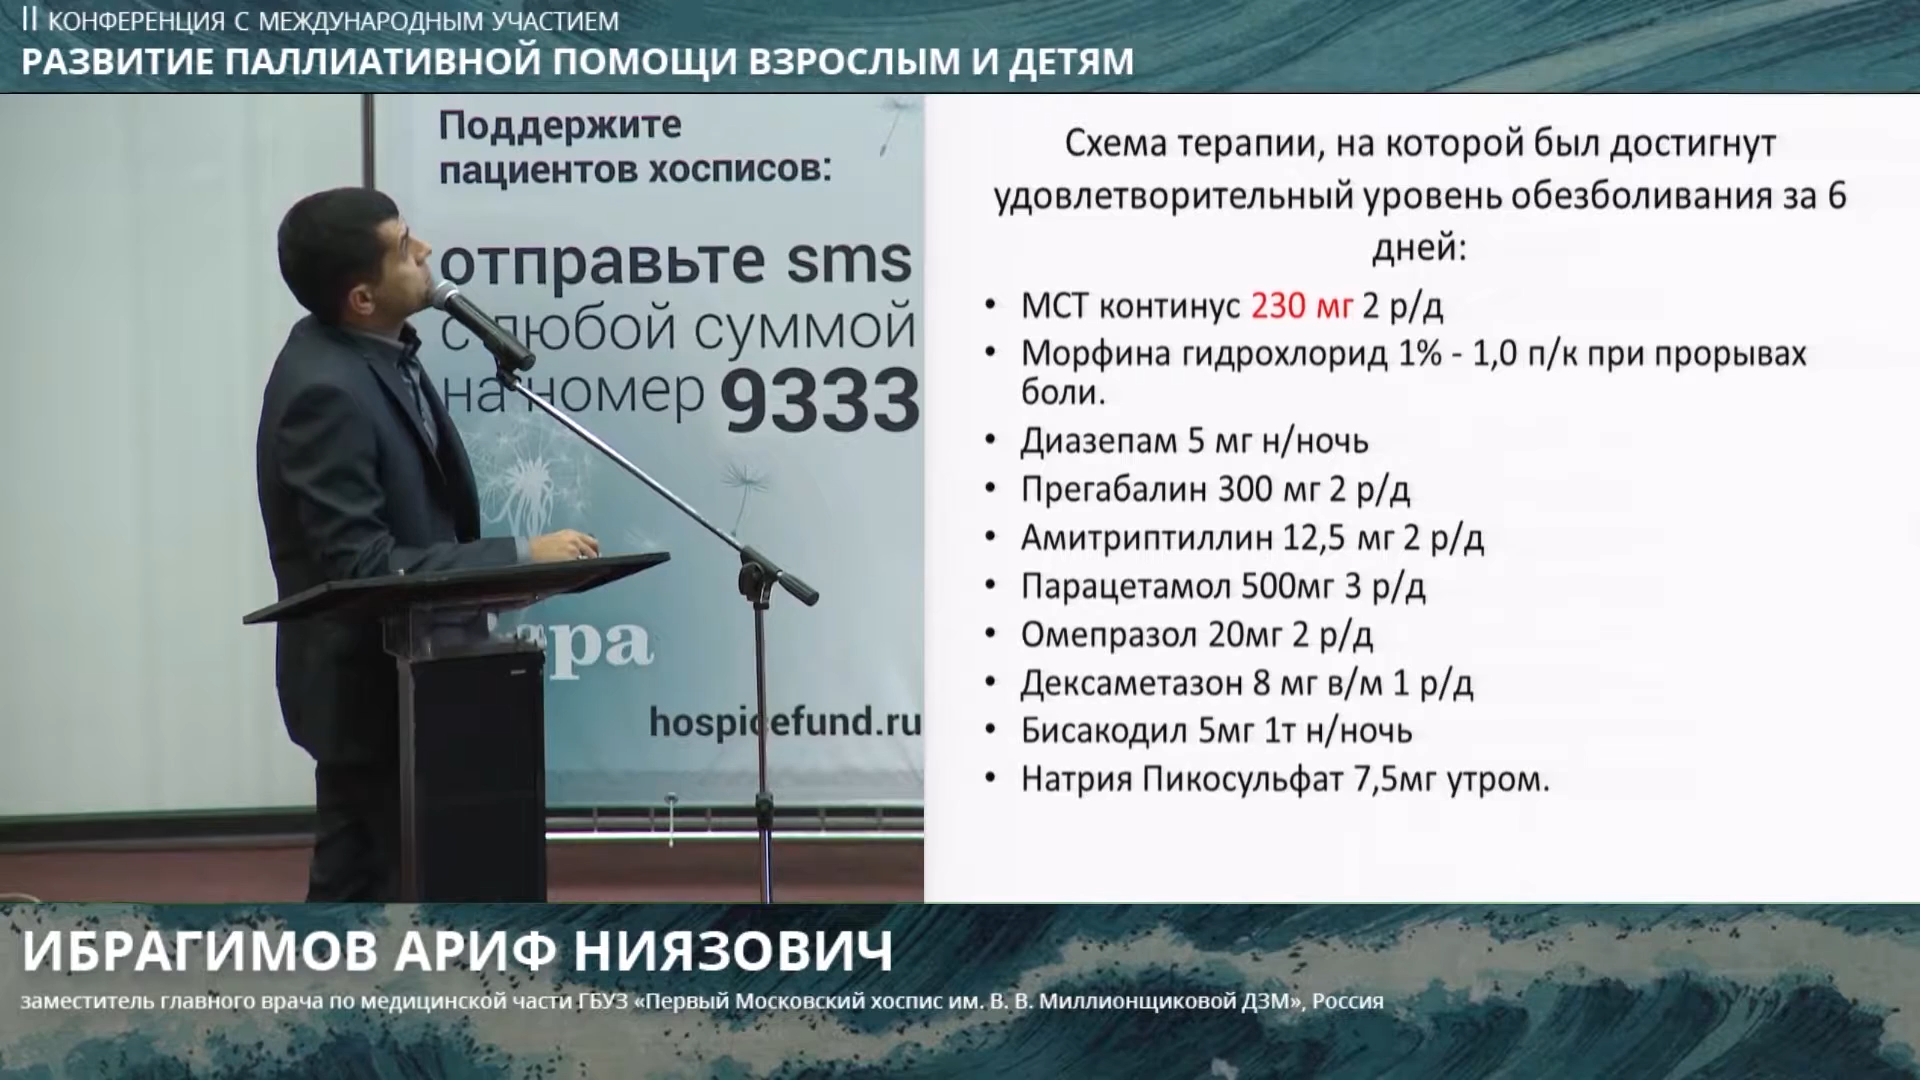 II КОНФЕРЕНЦИЯ С МЕЖДУНАРОДНЫМ УЧАСТИЕМ
РАЗВИТИЕ ПАЛЛИАТИВНОЙ ПОМОЩИ ВЗРОСЛЫМ И ДЕТЯМ
Поддержите
пациентов хосписов:
отправьте sms
с любой суммой
на номер 9333
hospicefund.ru
Схема терапии, на которой был достигнут
удовлетворительный уровень обезболивания за 6
дней:
• МСТ континус 230 мг 2 р/д
• Морфина гидрохлорид 1% - 1,0 п/к при прорывах
боли.
• Диазепам 5 мг н/ночь
• Прегабалин 300 мг 2 р/д
• Амитриптиллин 12,5 мг 2 р/д
• Парацетамол 500мг 3 р/д
• Омепразол 20мг 2 р/д
• Дексаметазон 8 мг в/м 1 р/д
• Бисакодил 5мг 1т н/ночь
• Натрия Пикосульфат 7,5мг утром.
ИБРАГИМОВ АРИФ НИЯЗОВИЧ
заместитель главного врача по медицинской части ГБУЗ «Первый Московский хоспис им. В. В. Миллионщиковой ДЗМ», Россия